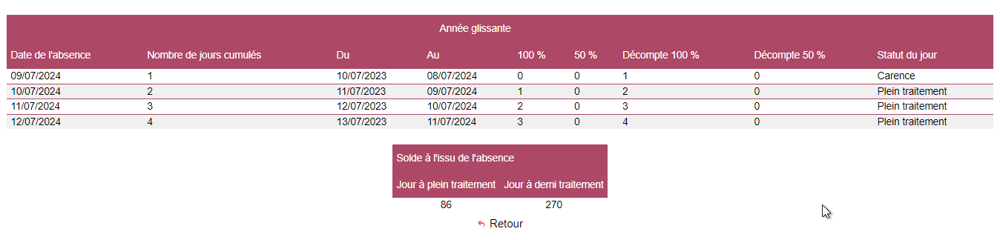 Année glissante
Date de l'absence Nombre de jours cumulés Du Au 100 % 50 % Décompte 100 % Décompte 50 % Statut du jour
09/07/2024 1 10/07/2023 08/07/2024 0 0 1 0 Carence
10/07/2024 2 11/07/2023 09/07/2024 1 0 2 0 Plein traitement
11/07/2024 3 12/07/2023 10/07/2024 2 0 3 0 Plein traitement
12/07/2024 4 13/07/2023 11/07/2024 3 0 4 0 Plein traitement
Solde à l'issu de l'absence
Jour à plein traitement Jour à demi traitement
86 270
Retour